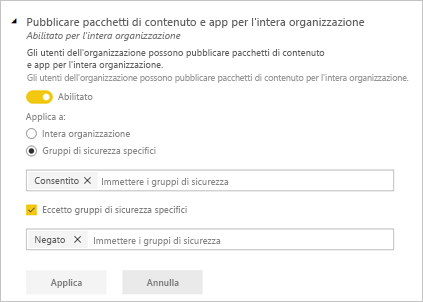 Pubblicare pacchetti di contenuto e app per l'intera organizzazione
Abilitato per l'intera organizzazione
Gli utenti dell'organizzazione possono pubblicare pacchetti di contenuto
e app per l'intera organizzazione.
Gli utenti dell'organizzazione possono pubblicare pacchetti di contenuto per l'intera organizzazione.
Abilitato
Applica a:
Intera organizzazione
Gruppi di sicurezza specifici
Consentito Immettere i gruppi di sicurezza
Eccetto gruppi di sicurezza specifici
Negato Immettere i gruppi di sicurezza
Applica Annulla